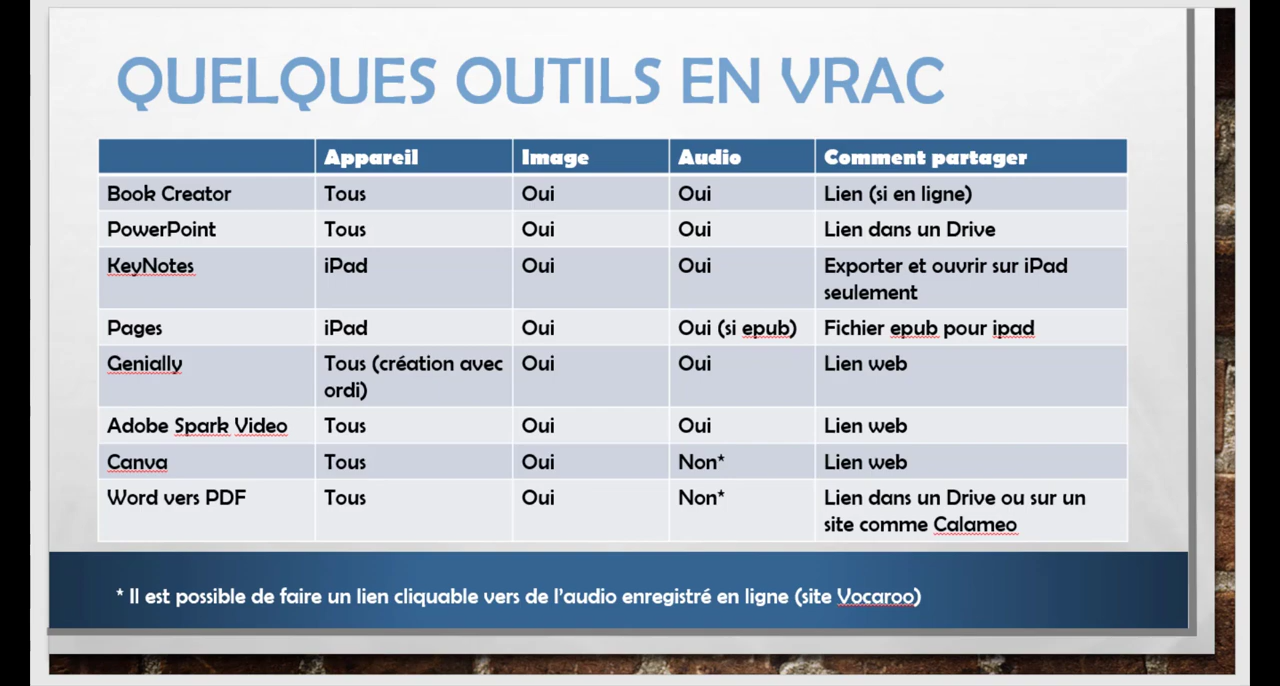 QUELQUES OUTILS EN VRAC
Appareil Image Audio Comment partager
Book Creator Tous Oui Oui Lien (si en ligne)
PowerPoint Tous Oui Oui Lien dans un Drive
KeyNotes iPad Oui Oui Exporter et ouvrir sur iPad
seulement
Pages iPad Oui Oui (si epub) Fichier epub pour ipad
Genially Tous (création avec Oui Oui Lien web
ordi)
Adobe Spark Video Tous Oui Oui Lien web
Canva Tous Oui Non* Lien web
Word vers PDF Tous Oui Non* Lien dans un Drive ou sur un
site comme Calameo
* Il est possible de faire un lien cliquable vers de l'audio enregistré en ligne (site Vocaroo)